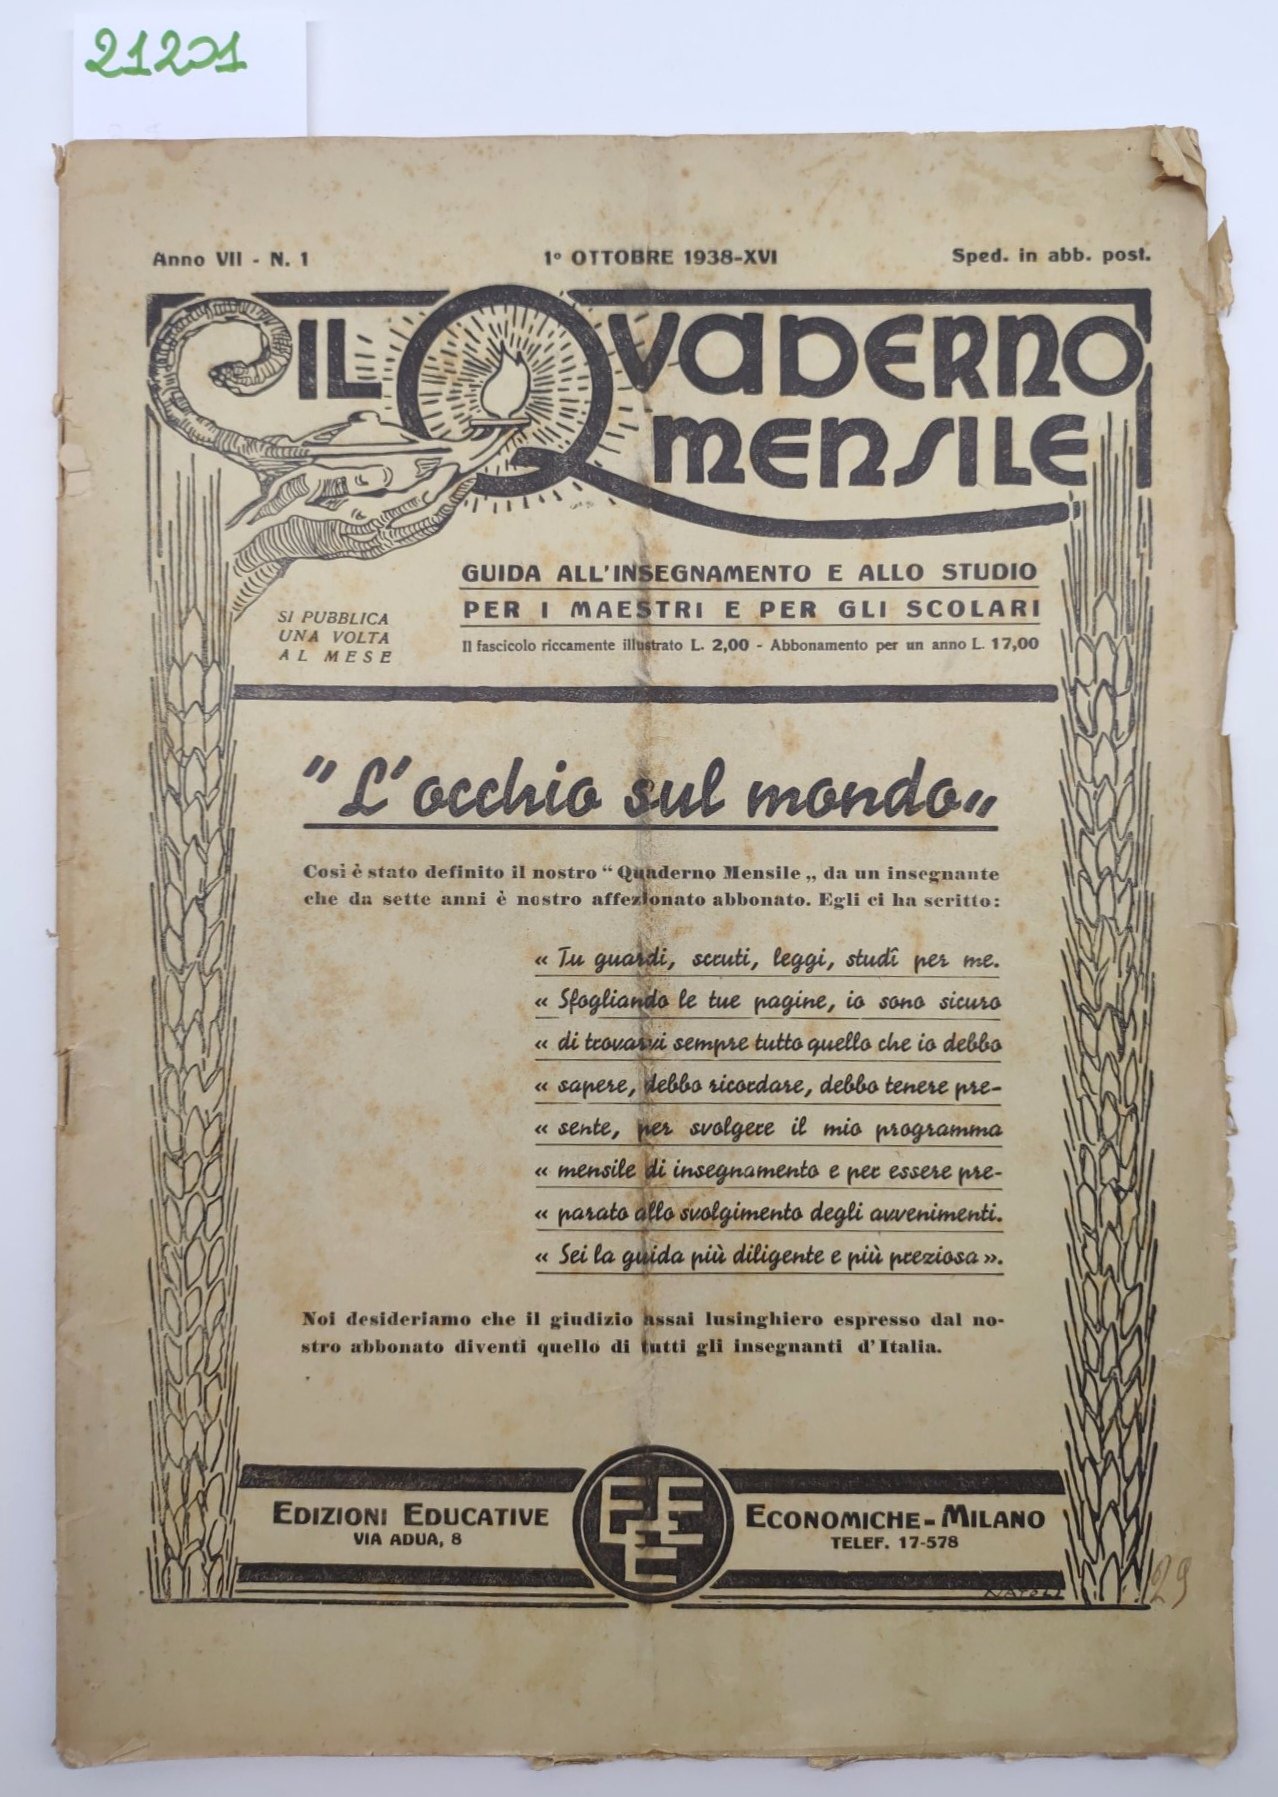 21201
Anno VII - N. 1
1º OTTOBRE 1938-XVI
Sped. in abb. post.
IL QVADERNO
MENSILE
GUIDA ALL'INSEGNAMENTO E ALLO STUDIO
PER I MAESTRI E PER GLI SCOLARI
SI PUBBLICA
UNA VOLTA
AL MESE
Il fascicolo riccamente illustrato L. 2,00 - Abbonamento per un anno L. 17,00
"L'occhio sul mondo„
Così è stato definito il nostro “Quaderno Mensile„ da un insegnante
che da sette anni è nostro affezionato abbonato. Egli ci ha scritto:
« Tu guardi, scruti, leggi, studî per me.
« Sfogliando le tue pagine, io sono sicuro
« di trovarvi sempre tutto quello che io debbo
« sapere, debbo ricordare, debbo tenere pre-
« sente, per svolgere il mio programma
« mensile di insegnamento e per essere pre-
« parato allo svolgimento degli avvenimenti.
« Sei la guida più diligente e più preziosa ».
Noi desideriamo che il giudizio assai lusinghiero espresso dal no-
stro abbonato diventi quello di tutti gli insegnanti d'Italia.
EDIZIONI EDUCATIVE
VIA ADUA, 8
EEE
ECONOMICHE - MILANO
TELEF. 17-578
NATOLI
29